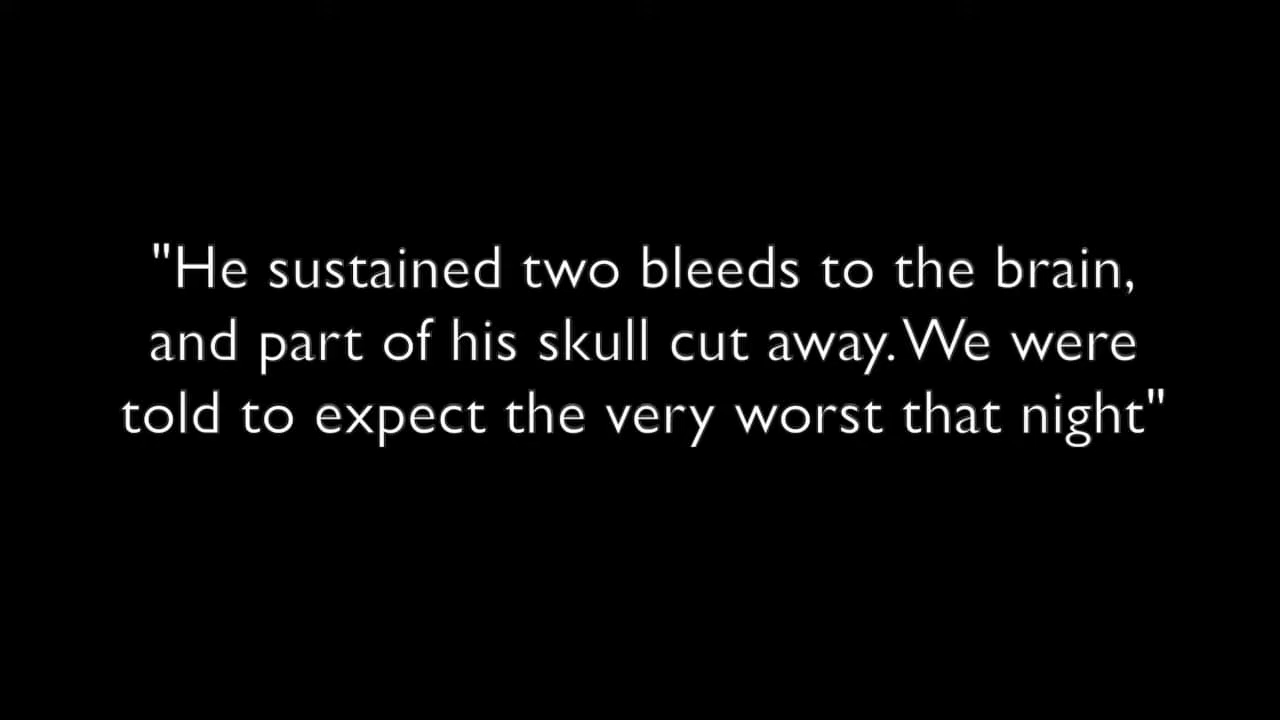 "He sustained two bleeds to the brain,
and part of his skull cut away. We were
told to expect the very worst that night"